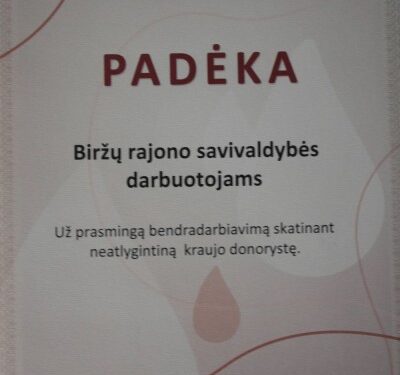 PADĖKA
Biržų rajono savivaldybės
darbuotojams
Už prasmingą bendradarbiavimą skatinant
neatlygintiną kraujo donorystę.